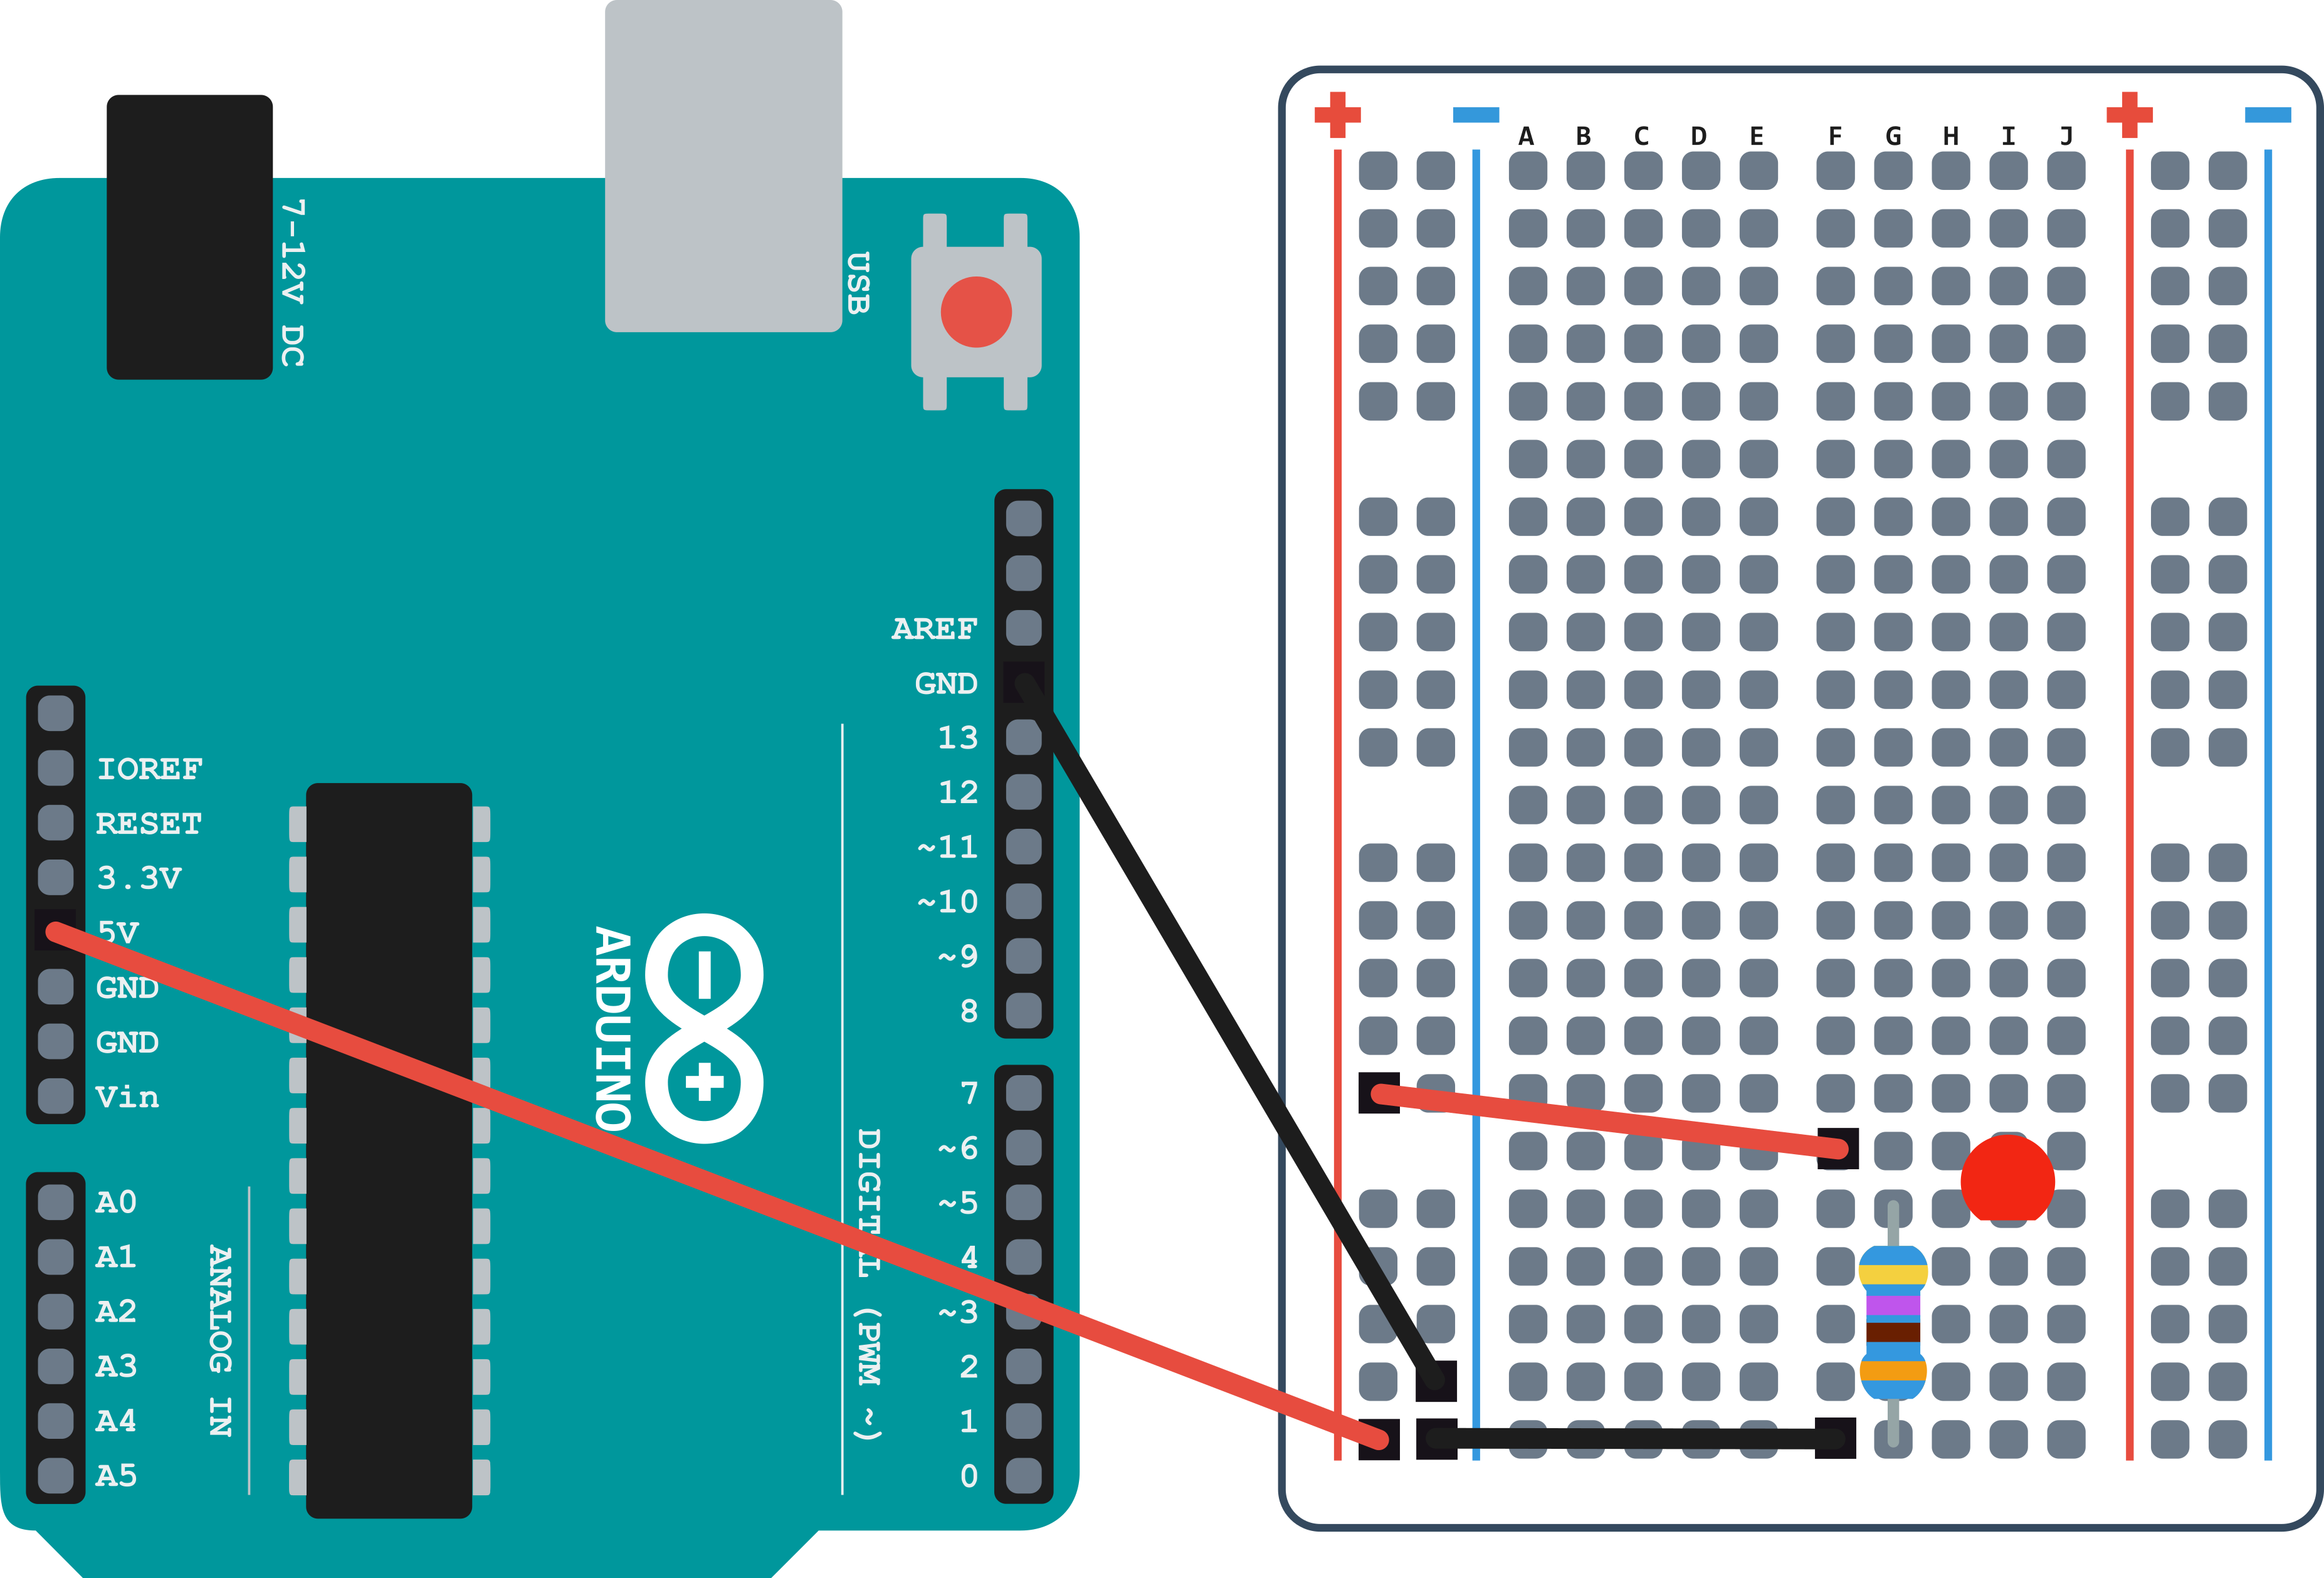 7-12V DC
USB
AREF
GND
13
12
~11
~10
~9
8
7
~6
~5
4
~3
2
1
0
DIGITAL (PWM ~)
IOREF
RESET
3.3V
5V
GND
GND
Vin
A0
A1
A2
A3
A4
A5
ANALOG IN
ARDUINO
A B C D E F G H I J